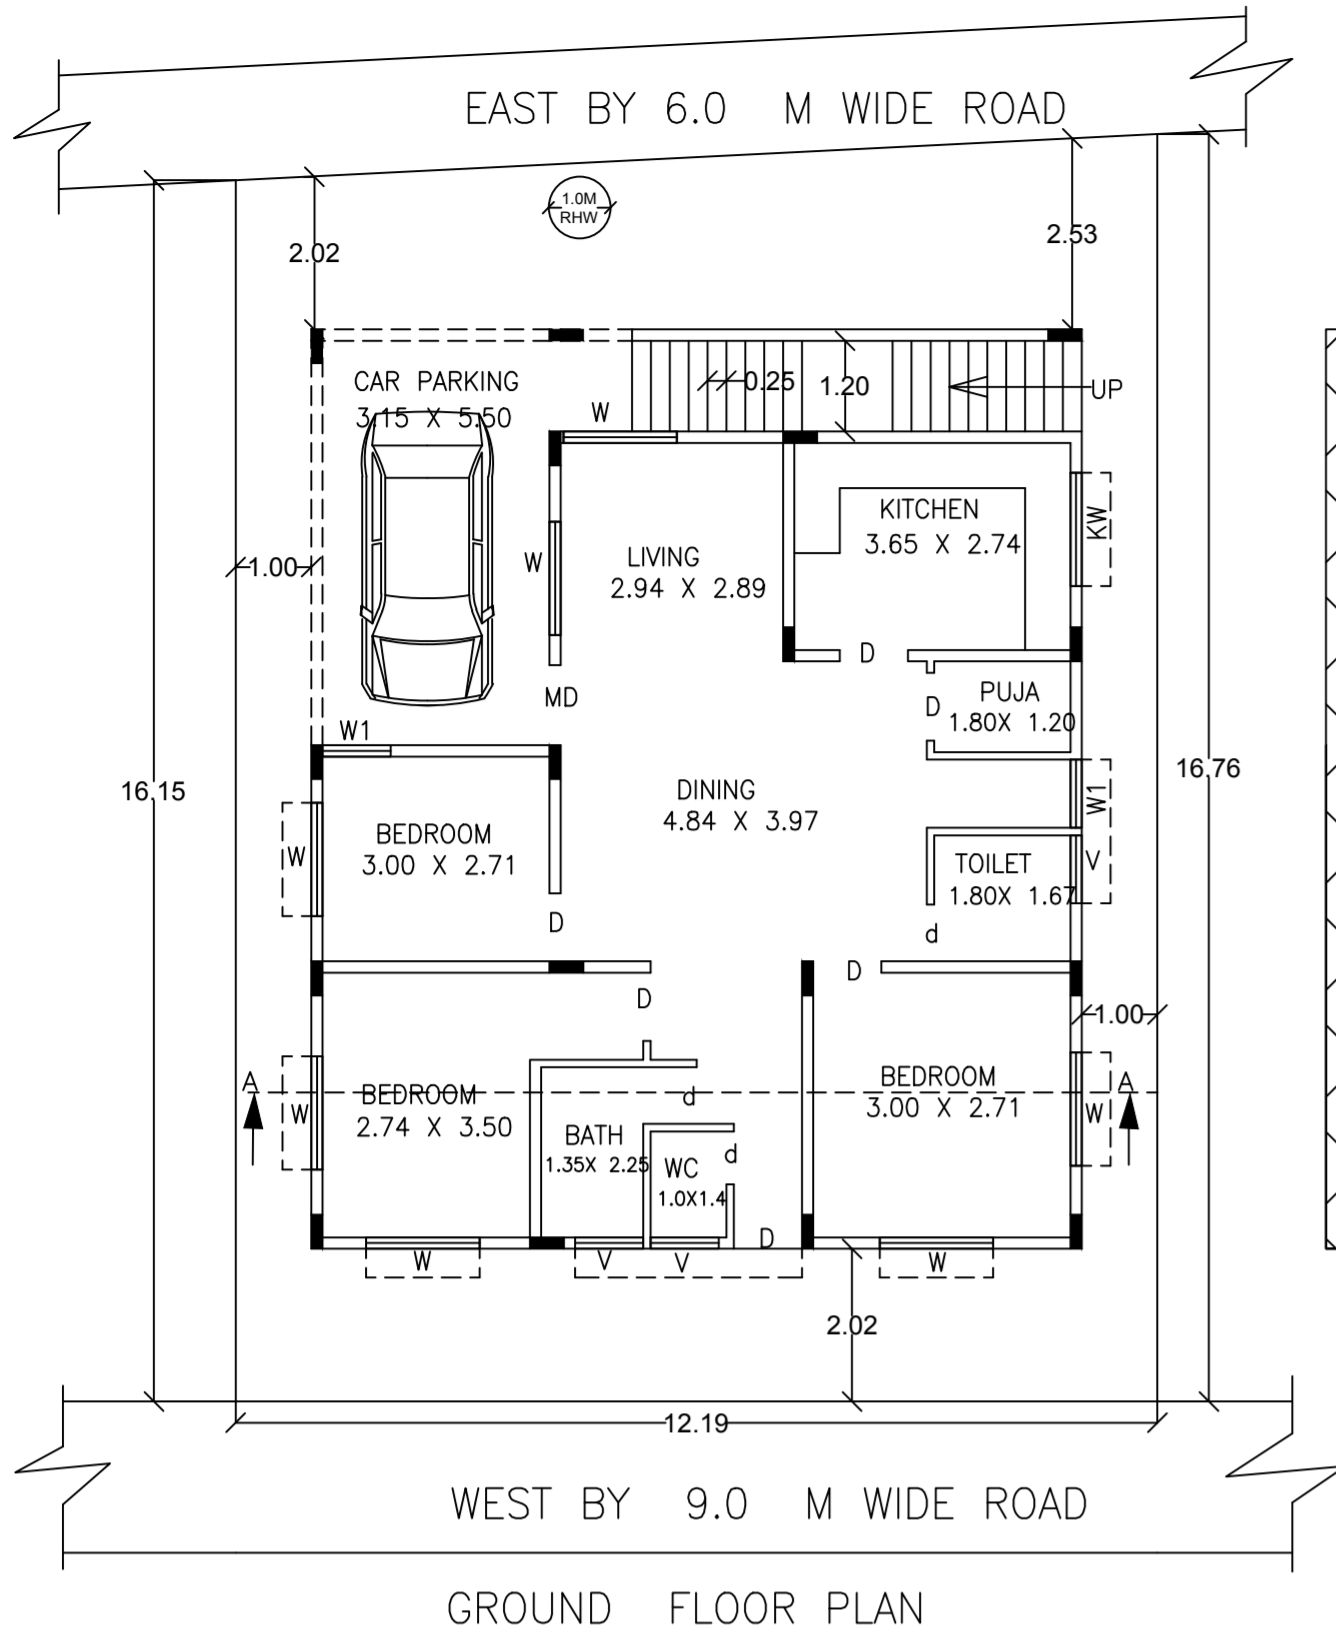 EAST BY 6.0 M WIDE ROAD
1.0M
RHW
2.02
2.53
CAR PARKING
3.15 X 5.50
0.25
1.20
UP
W
KITCHEN
3.65 X 2.74
KW
LIVING
2.94 X 2.89
W
1.00
D
MD
PUJA
1.80X 1.20
D
W1
16.15
16.76
DINING
4.84 X 3.97
W1
BEDROOM
3.00 X 2.71
W
TOILET
1.80X 1.67
V
D
d
D
D
1.00
A
BEDROOM
2.74 X 3.50
W
d
BEDROOM
3.00 X 2.71
A
W
BATH
1.35X 2.25
d
WC
1.0X1.4
D
W
V
V
W
2.02
12.19
WEST BY 9.0 M WIDE ROAD
GROUND FLOOR PLAN